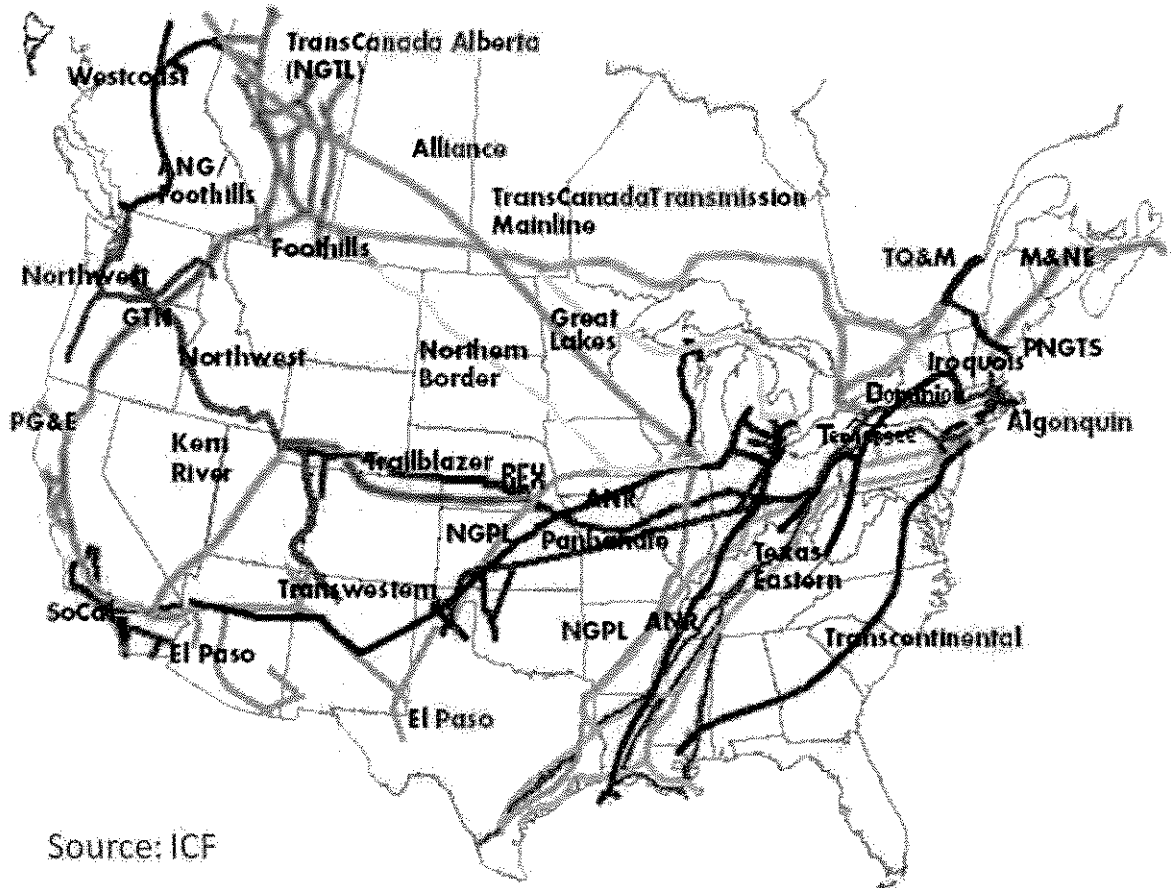 TransCanada Alberta
(NGTL)
Westcoast
Alliance
ANG/
Foothills
TransCanadaTransmission
Mainline
Foothills
TQ&M
M&NE
Northwest
GTN
Great
Lakes
Northwest
Northern
Border
PNGTS
Iroquois
Dominion
PG&E
Algonquin
Kern
River
Tennessee
Trailblazer
REX
ANR
NGPL
Panhandle
Texas
Eastern
Transwestern
SoCal
NGPL
ANR
Transcontinental
El Paso
El Paso
Source: ICF